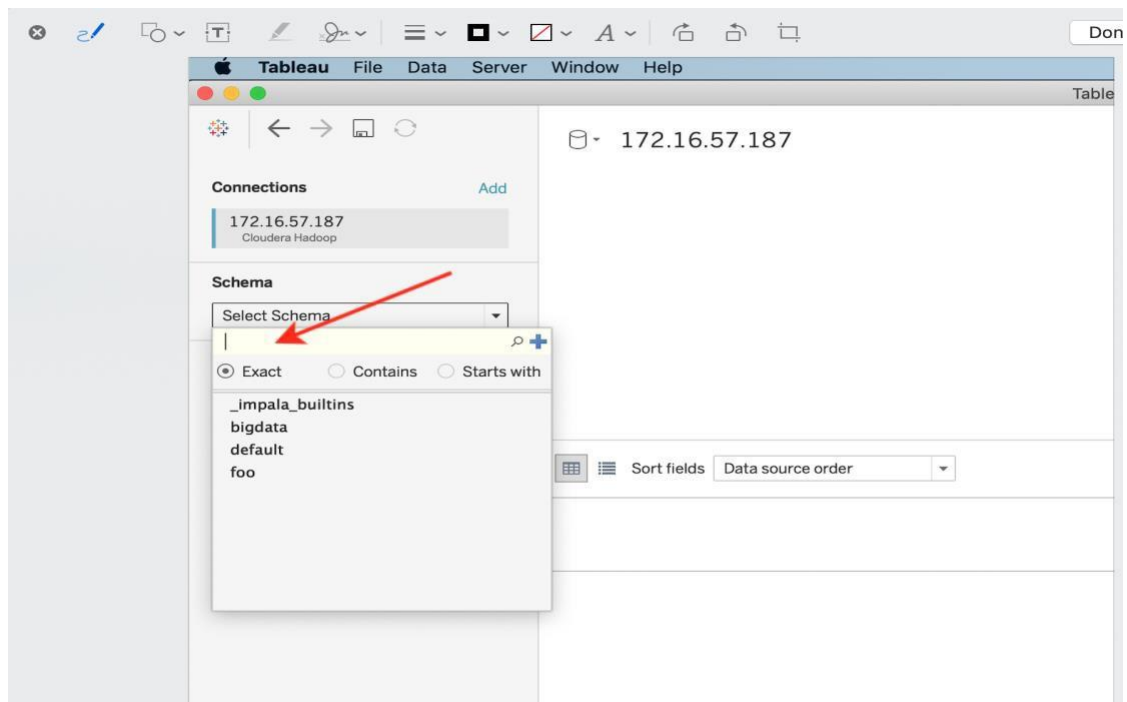 T A Don
Tableau File Data Server Window Help
Table
172.16.57.187
Connections Add
172.16.57.187
Cloudera Hadoop
Schema
Select Schema
Exact Contains Starts with
_impala_builtins
bigdata
default
foo
Sort fields Data source order